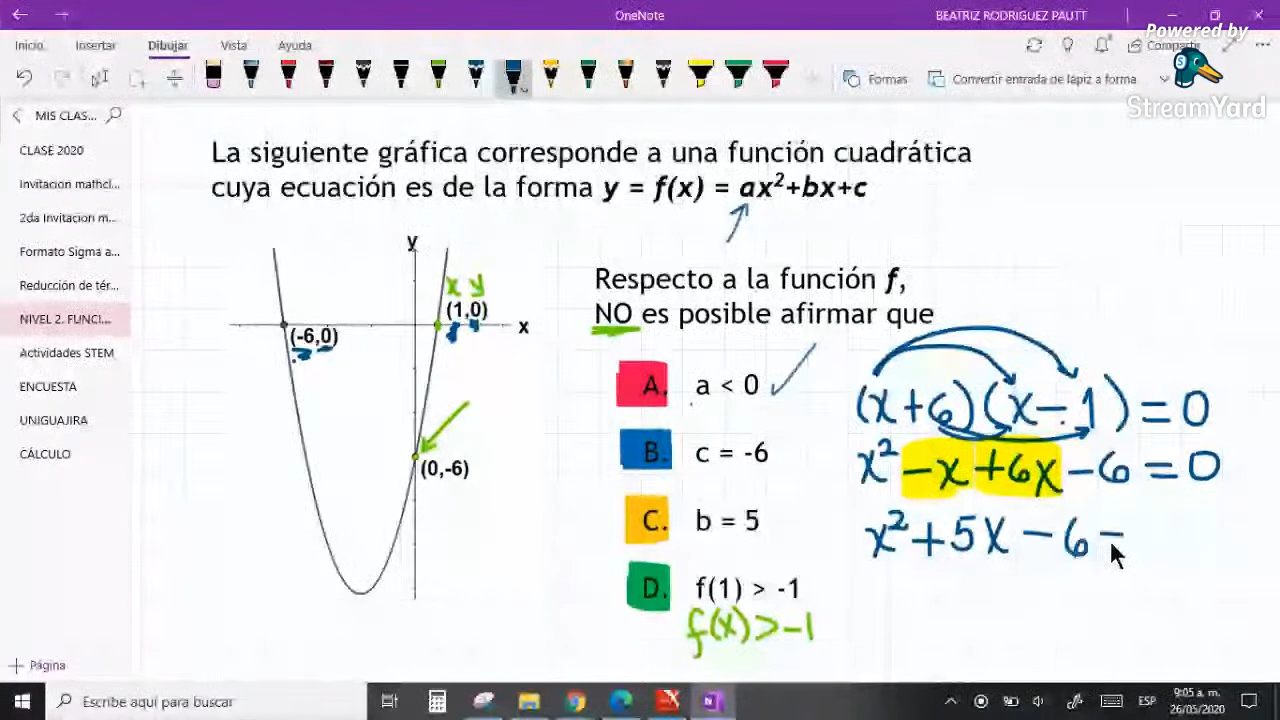 OneNote
BEATRIZ RODRIGUEZ PAUTT
Powered by
StreamYard
Inicio Insertar Dibujar Vista Ayuda
Compartir
Formas Convertir entrada de lápiz a forma
MIS CLAS...
CLASE 2020
Invitacion mathcl...
2da Invitacion m...
Formato Sigma a...
Reducción de tér...
NIVEL 2. FUNCI...
Actividades STEM
ENCUESTA
UNIGUAJIRA
CÁLCULO
Página
La siguiente gráfica corresponde a una función cuadrática
cuya ecuación es de la forma y = f(x) = ax²+bx+c
y
x y
(1,0)
x
(-6,0)
(0,-6)
Respecto a la función f,
NO es posible afirmar que
A. a < 0
B. c = -6
C. b = 5
D. f(1) > -1
f(x) > -1
(x+6)(x-1)=0
x² -x +6x -6 = 0
x² + 5x - 6 -
Escribe aquí para buscar
ESP
9:05 a. m.
26/05/2020